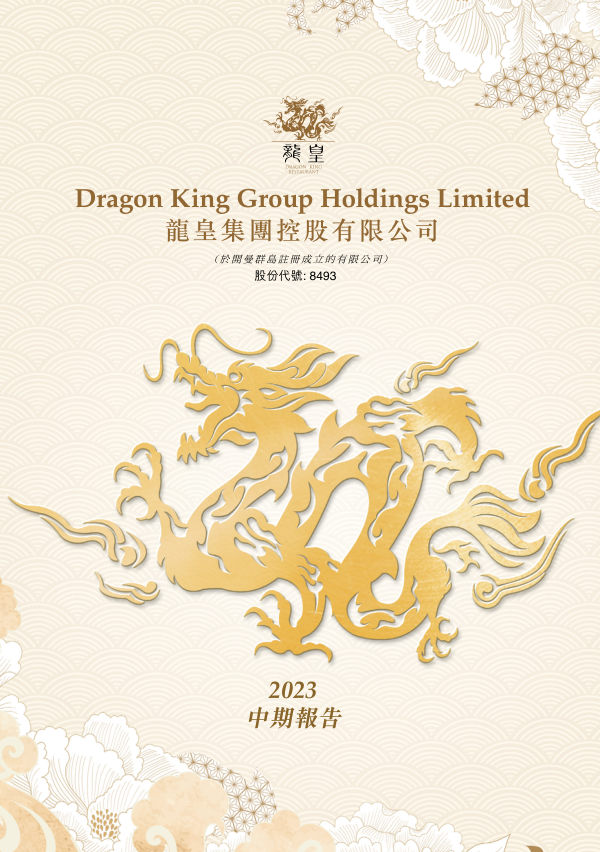 龍皇
DRAGON KING
RESTAURANT
Dragon King Group Holdings Limited
龍皇集團控股有限公司
（於開曼群島註冊成立的有限公司）
股份代號: 8493
2023
中期報告